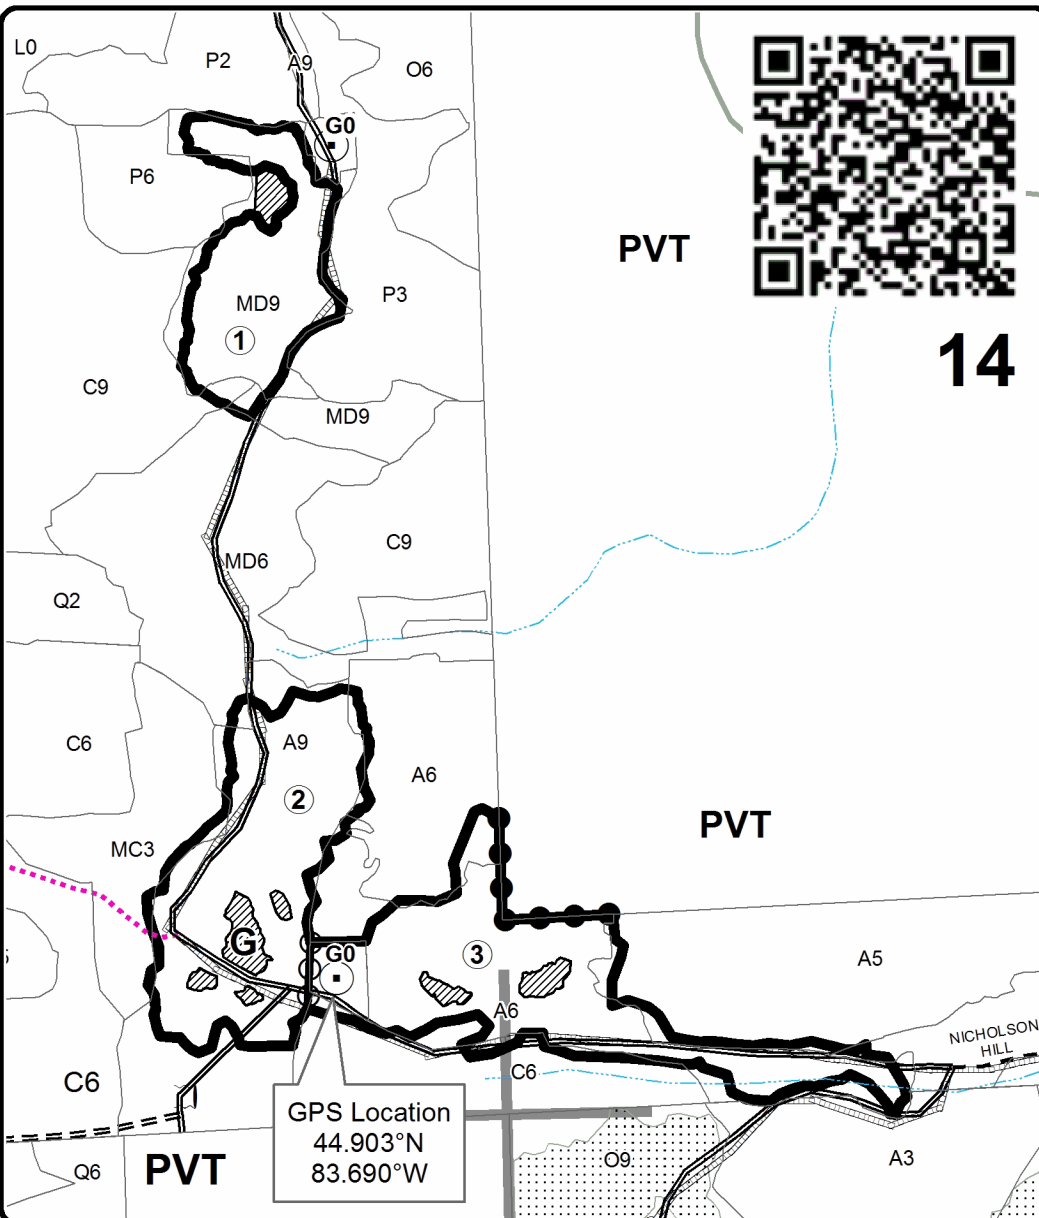 L0
P2
A9
O6
G0
P6
PVT
MD9
P3
1
14
C9
MD9
C9
MD6
Q2
C6
A9
A6
2
PVT
MC3
G
G0
3
A5
A6
NICHOLSON
HILL
C6
C6
GPS Location
44.903°N
83.690°W
Q6
PVT
O9
A3